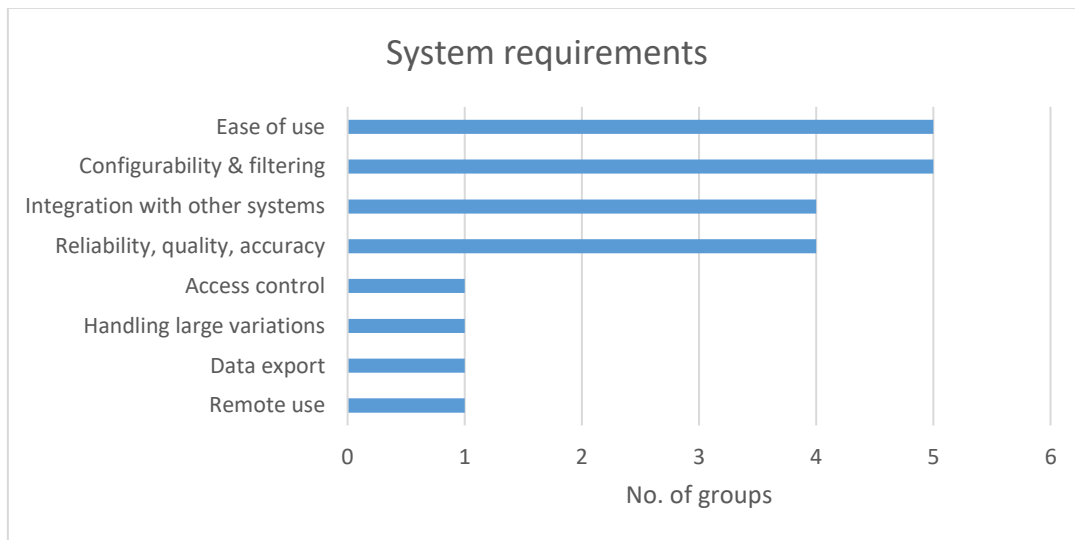 System requirements
Ease of use
Configurability & filtering
Integration with other systems
Reliability, quality, accuracy
Access control
Handling large variations
Data export
Remote use
0 1 2 3 4 5 6
No. of groups